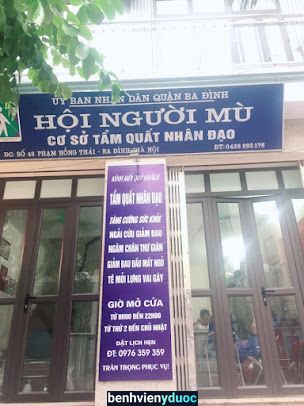 ỦY BAN NHÂN DÂN QUẬN BA ĐÌNH
HỘI NGƯỜI MÙ
CƠ SỞ TẨM QUẤT NHÂN ĐẠO
ĐC: SỐ 42 PHẠM HỒNG THÁI - BA ĐÌNH HÀ NỘI
ĐT: 0438 293 176
KÍNH MỜI QUÝ KHÁCH
TẨM QUẤT NHÂN ĐẠO
TĂNG CƯỜNG SỨC KHỎE
NGẢI CỨU GIẢM ĐAU
NGÂM CHÂN THƯ GIÃN
GIẢM ĐAU ĐẦU MẤT NGỦ
TÊ MỎI LƯNG VAI GÁY
GIỜ MỞ CỬA
TỪ 8H00 ĐẾN 22H00
TỪ THỨ 2 ĐẾN CHỦ NHẬT
ĐẶT LỊCH HẸN
ĐT: 0976 359 359
TRÂN TRỌNG PHỤC VỤ!
benhvienyduoc